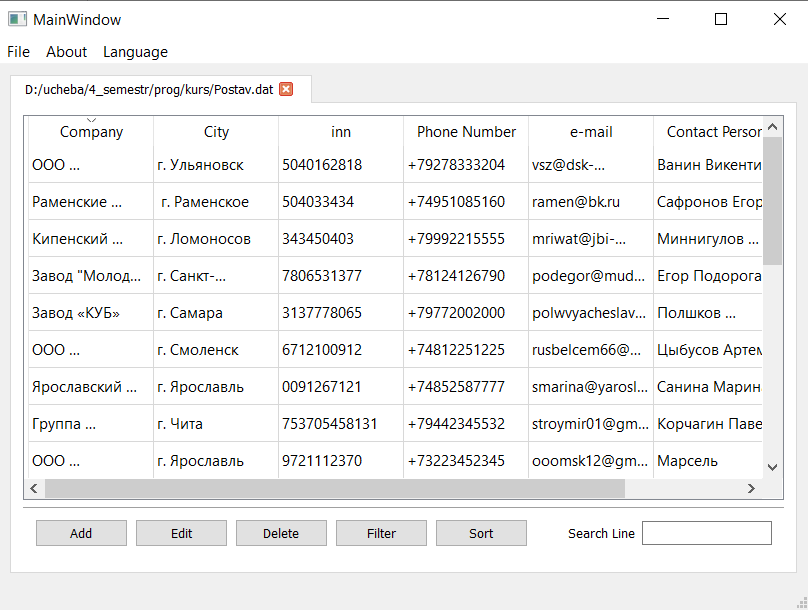 MainWindow
File About Language
D:/ucheba/4_semestr/prog/kurs/Postav.dat
Company City inn Phone Number e-mail Contact Person
ООО ... г. Ульяновск 5040162818 +79278333204 vsz@dsk-... Ванин Викенти
Раменские ... г. Раменское 504033434 +74951085160 ramen@bk.ru Сафронов Егор
Кипенский ... г. Ломоносов 343450403 +79992215555 mriwat@jbi-... Миннигулов ...
Завод "Молод... г. Санкт-... 7806531377 +78124126790 podegor@mud... Егор Подорога
Завод «КУБ» г. Самара 3137778065 +79772002000 polwvyacheslav... Полшков ...
ООО ... г. Смоленск 6712100912 +74812251225 rusbelcem66@... Цыбусов Артем
Ярославский ... г. Ярославль 0091267121 +74852587777 smarina@yarosl... Санина Марин
Группа ... г. Чита 753705458131 +79442345532 stroymir01@gm... Корчагин Паве
ООО ... г. Ярославль 9721112370 +73223452345 ooomsk12@gm... Марсель
Add Edit Delete Filter Sort Search Line